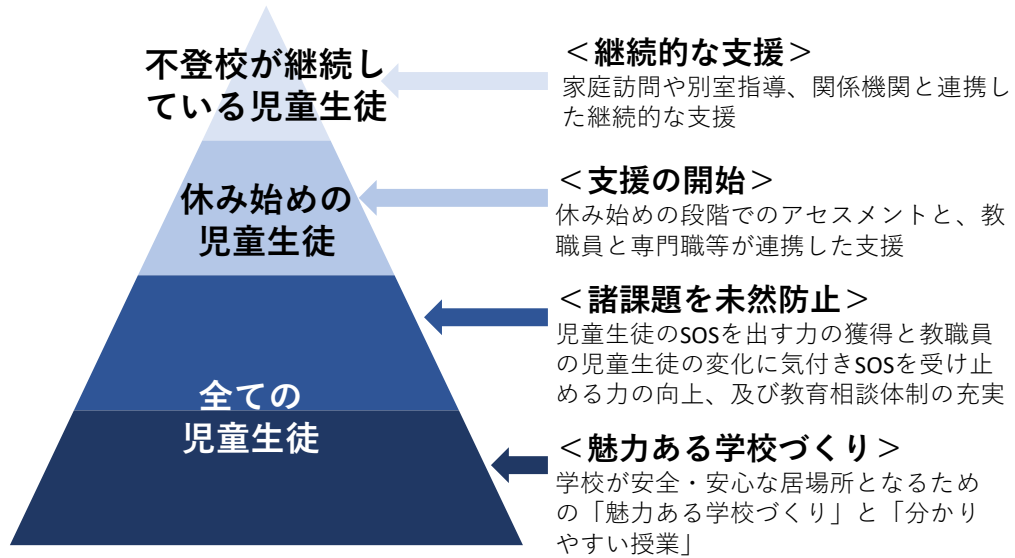 不登校が継続し
ている児童生徒
＜継続的な支援＞
家庭訪問や別室指導、関係機関と連携し
た継続的な支援
休み始めの
児童生徒
＜支援の開始＞
休み始めの段階でのアセスメントと、教
職員と専門職等が連携した支援
＜諸課題を未然防止＞
児童生徒のSOSを出す力の獲得と教職員
の児童生徒の変化に気付きSOSを受け止
める力の向上、及び教育相談体制の充実
全ての
児童生徒
＜魅力ある学校づくり＞
学校が安全・安心な居場所となるため
の「魅力ある学校づくり」と「分かり
やすい授業」